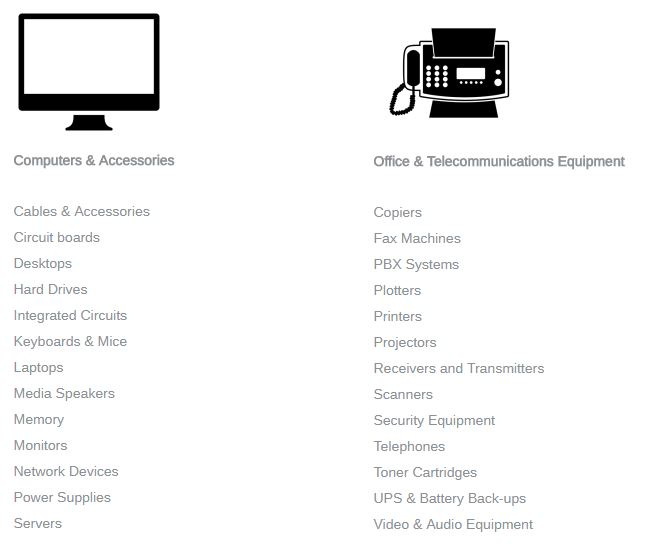 Computers & Accessories
Cables & Accessories
Circuit boards
Desktops
Hard Drives
Integrated Circuits
Keyboards & Mice
Laptops
Media Speakers
Memory
Monitors
Network Devices
Power Supplies
Servers
Office & Telecommunications Equipment
Copiers
Fax Machines
PBX Systems
Plotters
Printers
Projectors
Receivers and Transmitters
Scanners
Security Equipment
Telephones
Toner Cartridges
UPS & Battery Back-ups
Video & Audio Equipment